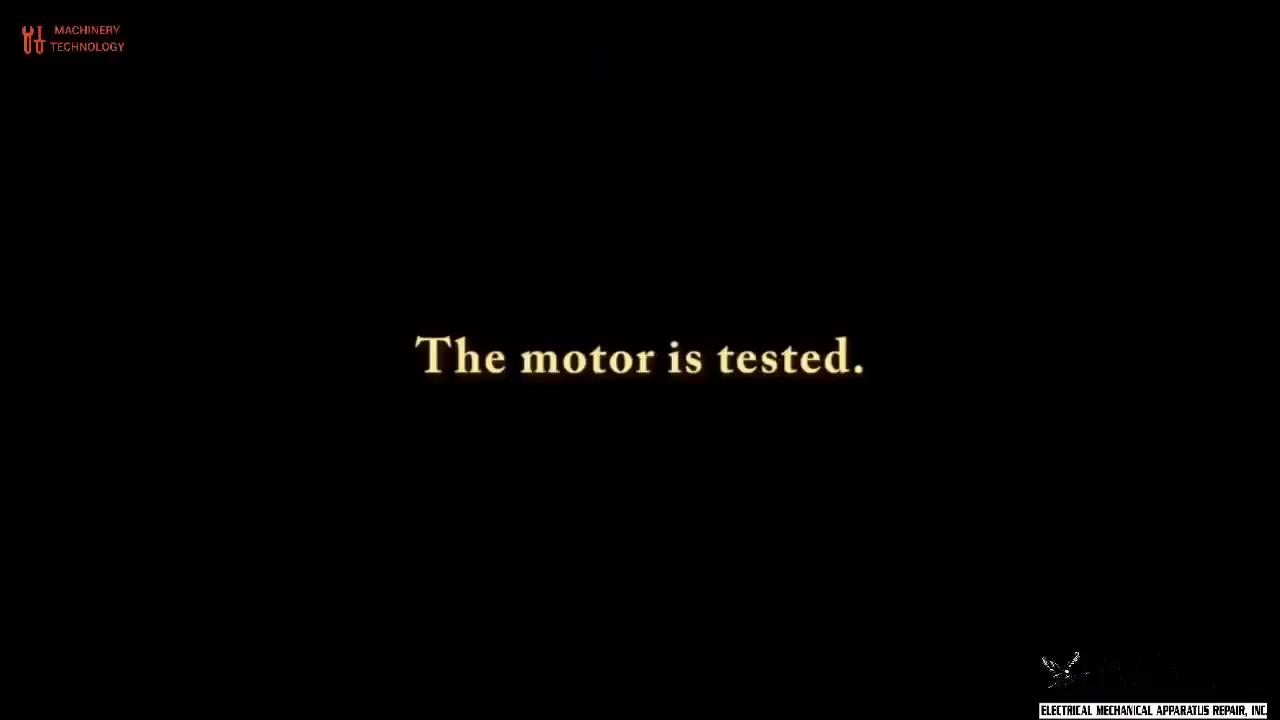 MACHINERY
TECHNOLOGY
The motor is tested.
ELECTRICAL MECHANICAL APPARATUS REPAIR, INC